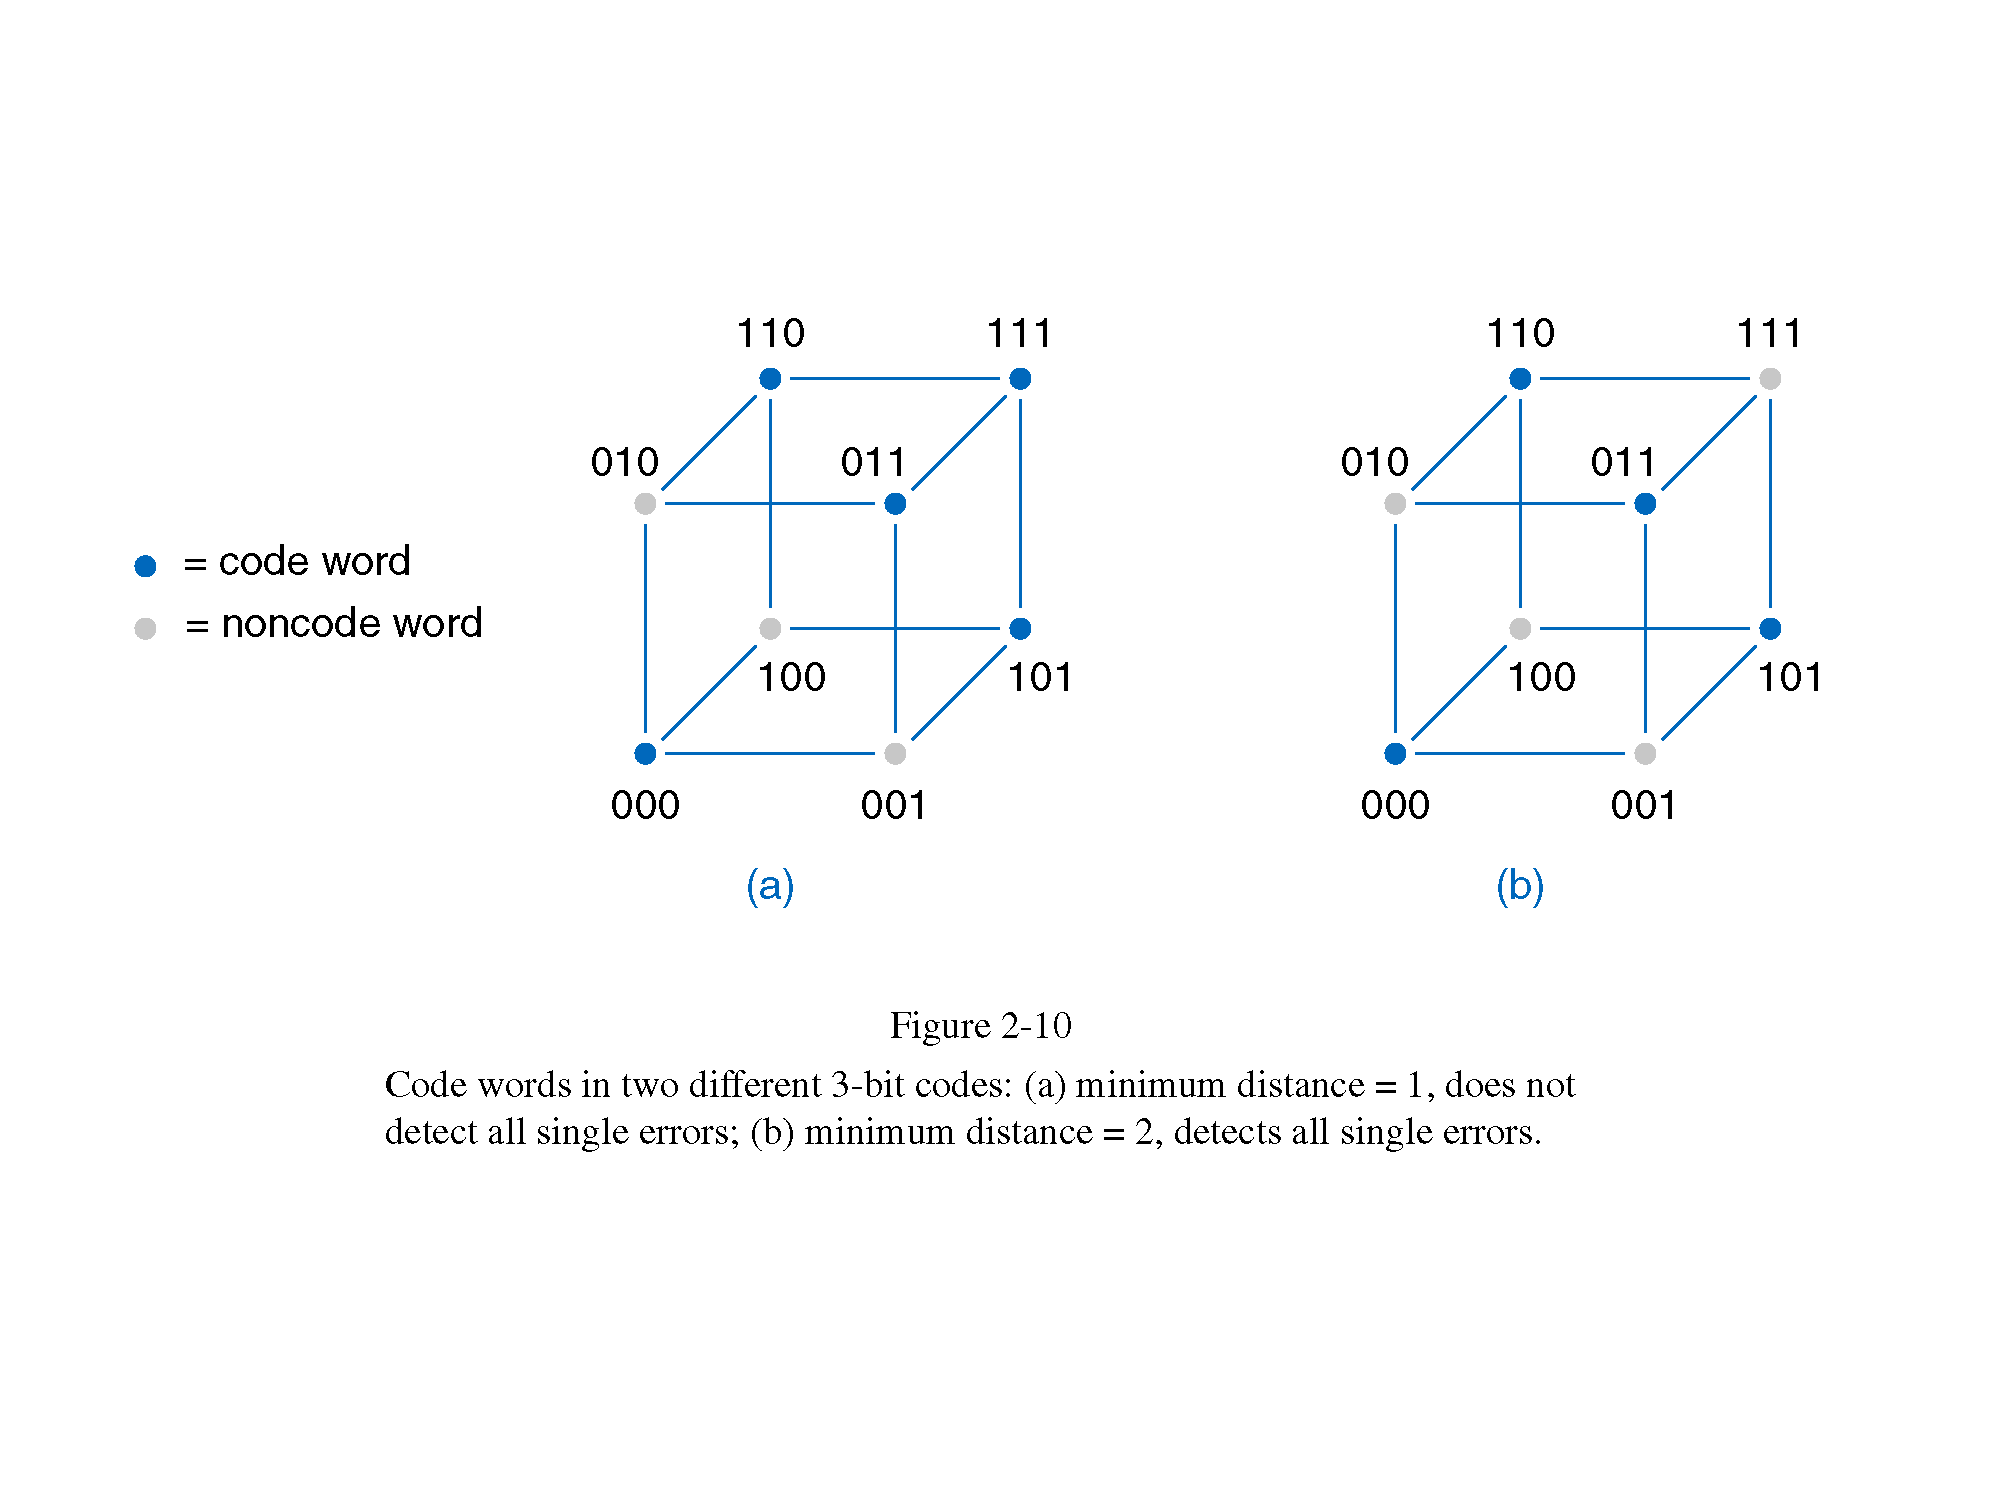 110 111 110 111
010 011 010 011
= code word
= noncode word
100 101 100 101
000 001 000 001
(a) (b)
Figure 2-10
Code words in two different 3-bit codes: (a) minimum distance = 1, does not
detect all single errors; (b) minimum distance = 2, detects all single errors.